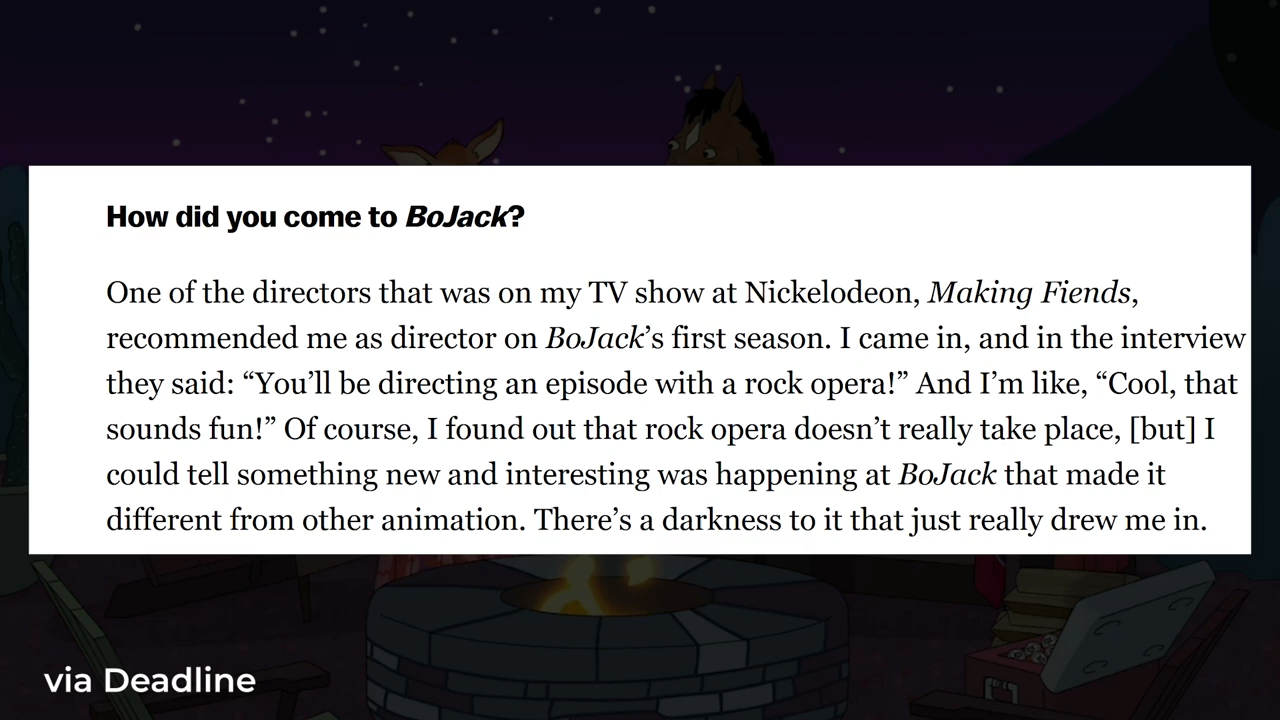 How did you come to BoJack?
One of the directors that was on my TV show at Nickelodeon, Making Fiends,
recommended me as director on BoJack’s first season. I came in, and in the interview
they said: “You’ll be directing an episode with a rock opera!” And I’m like, “Cool, that
sounds fun!” Of course, I found out that rock opera doesn’t really take place, [but] I
could tell something new and interesting was happening at BoJack that made it
different from other animation. There’s a darkness to it that just really drew me in.
via Deadline